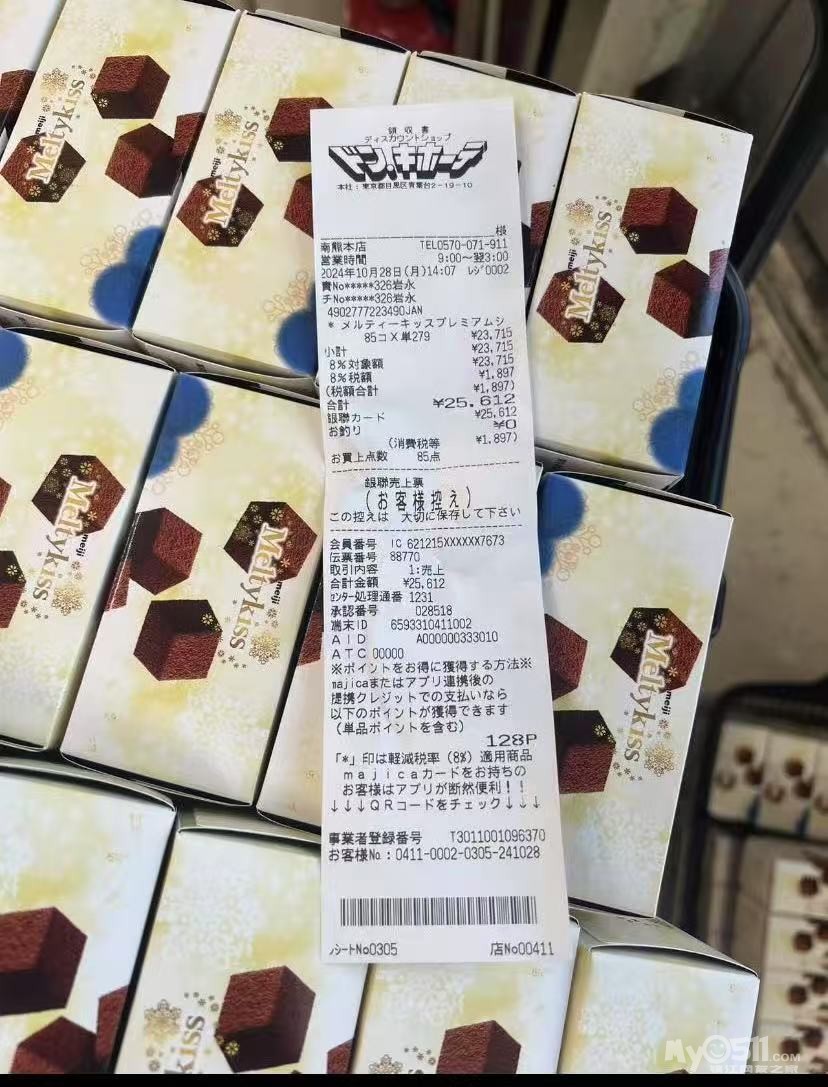 領収書
ディスカウントショップ
ドン.キホーテ
本社:東京都目黒区青葉台2-19-10
様
南熊本店 TEL0570-071-911
営業時間 9:00~翌3:00
2024年10月28日(月)14:07 レジ0002
責No*****326岩永
チNo*****326岩永
4902777223490JAN
* メルティーキッスプレミアムシ
85コX単279 ¥23,715
小計 ¥23,715
8%対象額 ¥23,715
8%税額 ¥1,897
(税額合計 ¥1,897)
合計 ¥25,612
銀聯カード ¥25,612
お釣り ¥0
(消費税等 ¥1,897)
お買上点数 85点
銀聯売上票
(お客様控え)
この控えは 大切に保存して下さい
会員番号 IC 621215XXXXXX7673
伝票番号 88770
取引内容 1:売上
合計金額 ¥25,612
センター処理通番 1231
承認番号 028518
端末ID 6593310411002
AID A000000333010
ATC 00000
※ポイントをお得に獲得する方法※
majicaまたはアプリ連携後の
提携クレジットでの支払いなら
以下のポイントが獲得できます
(単品ポイントを含む)
128P
「*」印は軽減税率(8%)適用商品
majicaカードをお持ちの
お客様はアプリが断然便利!!
↓↓↓QRコードをチェック↓↓↓
事業者登録番号 T3011001096370
お客様No:0411-0002-0305-241028
レシートNo0305 店No00411
meiji
Meltykiss
meiji
Meltykiss
meiji
Meltykiss
meiji
Meltykiss
meiji
Meltykiss
meiji
Meltykiss
kiss
My0511.COM